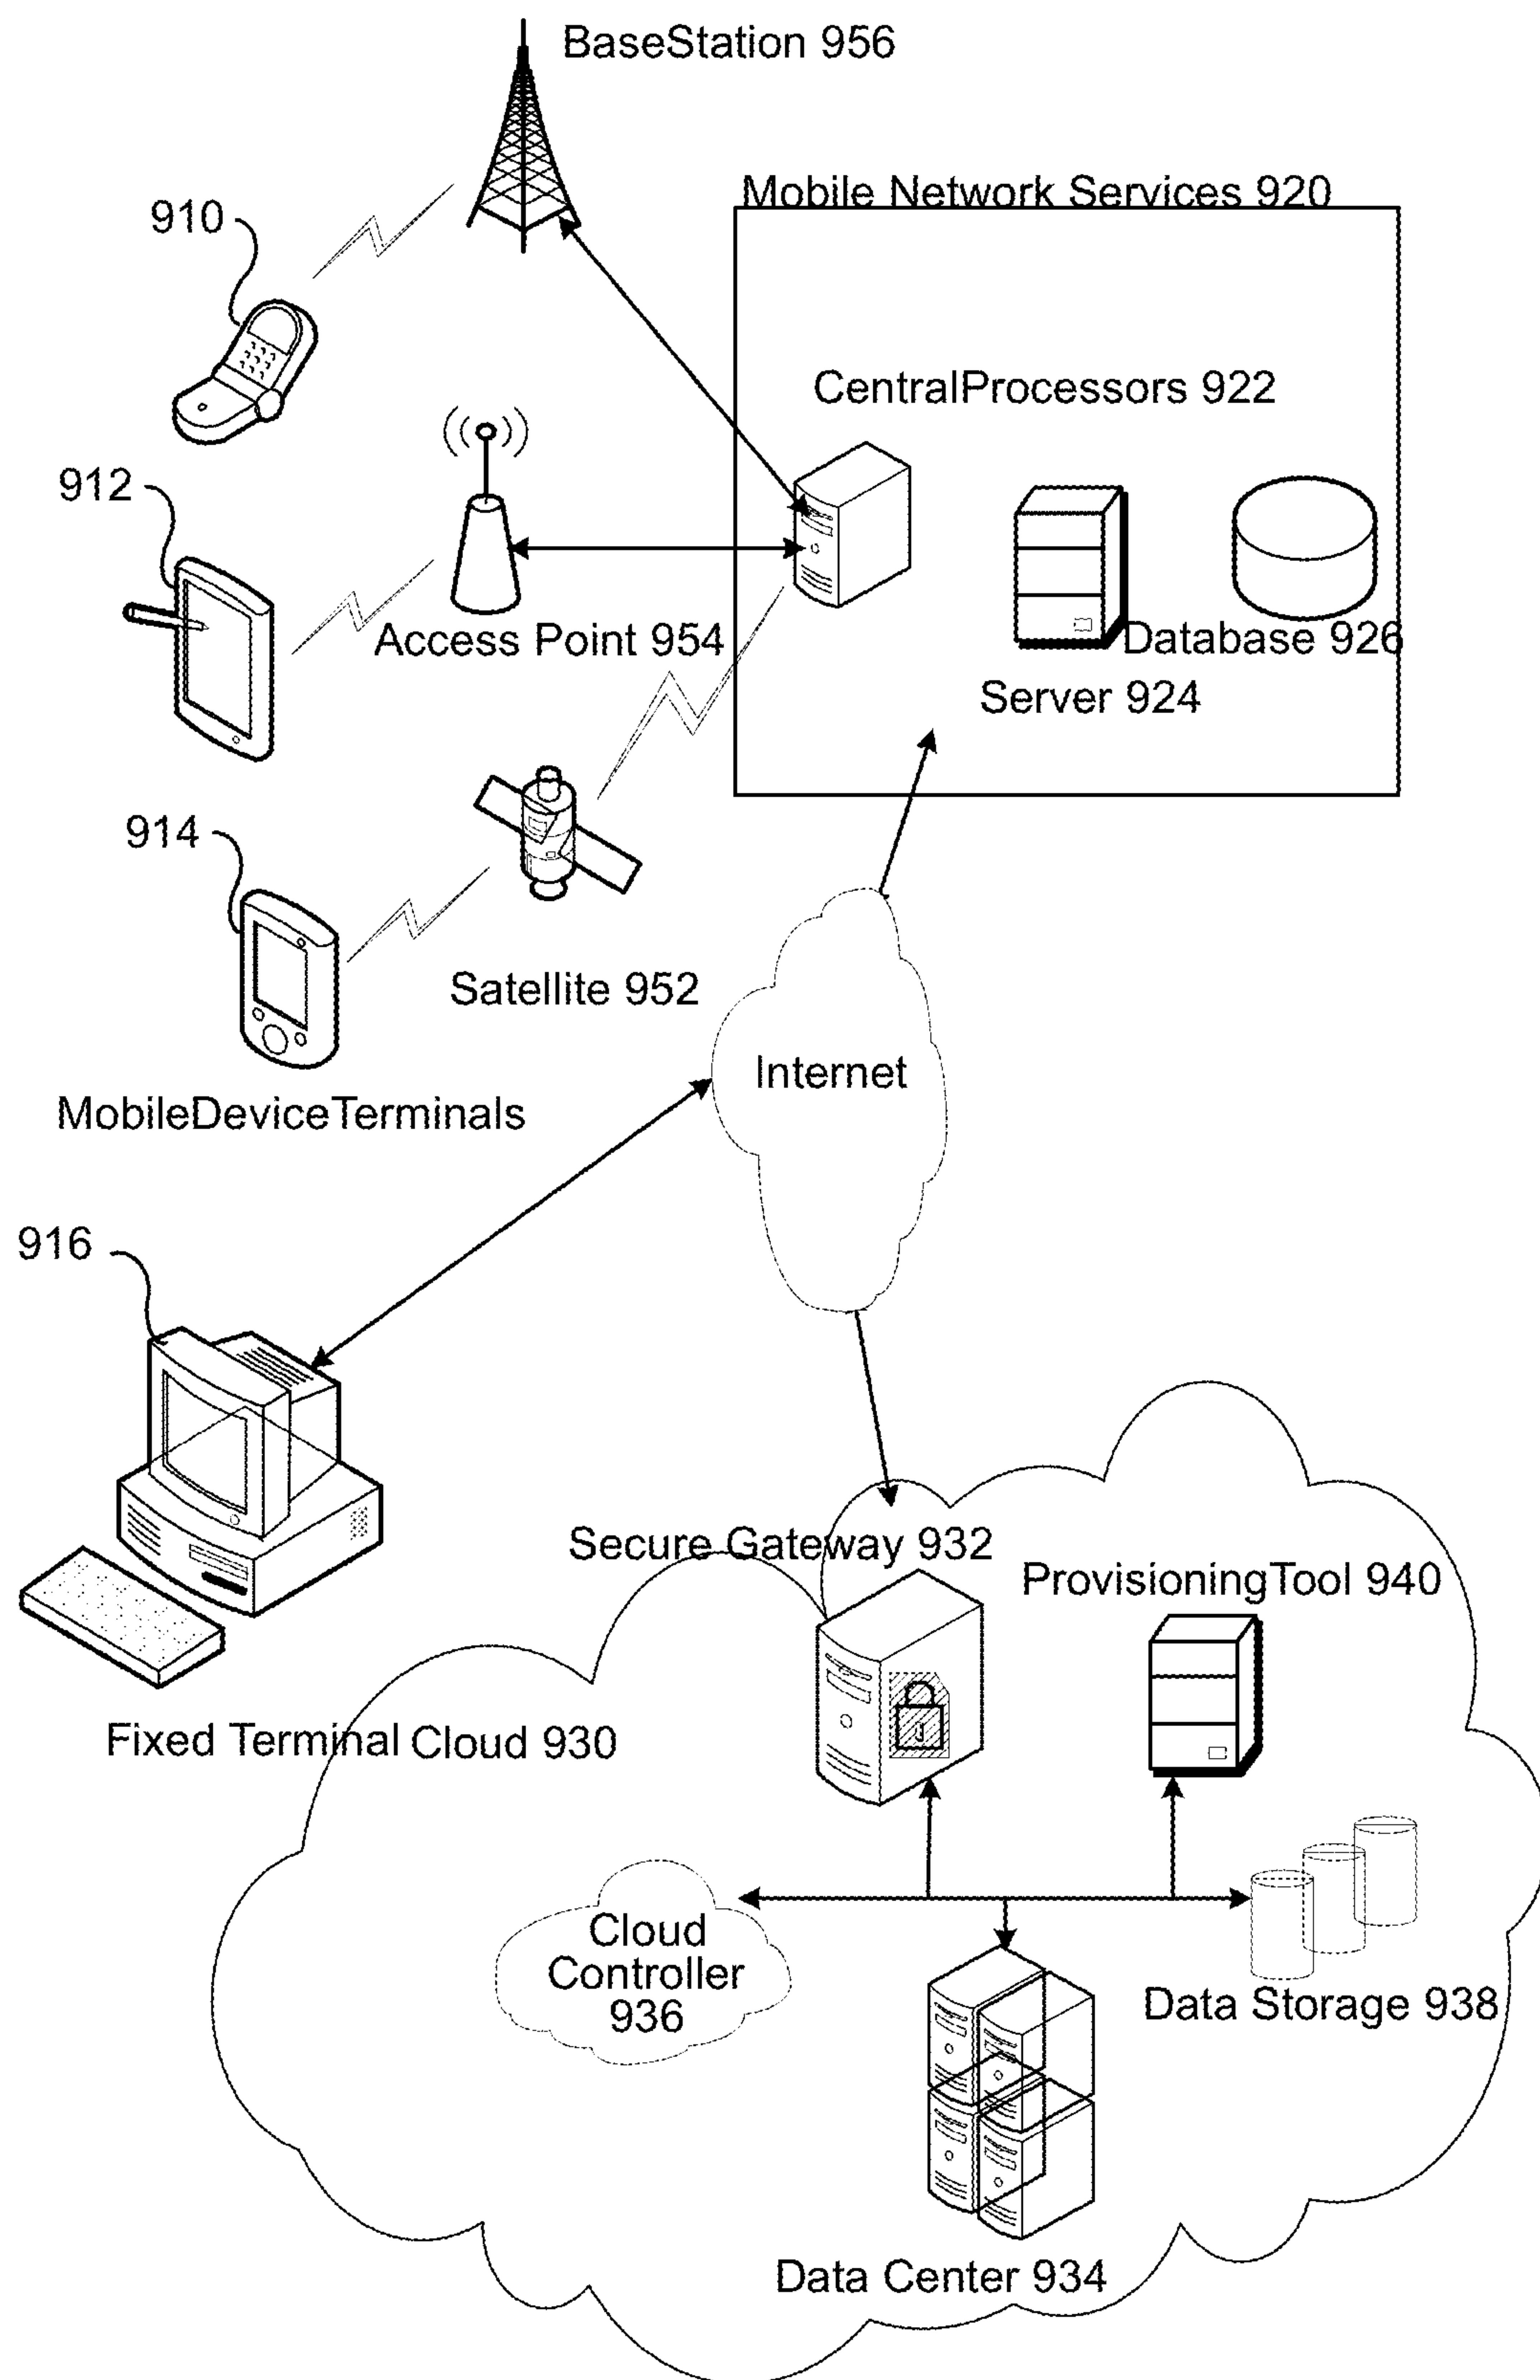 BaseStation 956
Mobile Network Services 920
910
CentralProcessors 922
912
Access Point 954
Database 926
Server 924
914
Satellite 952
Internet
MobileDeviceTerminals
916
Secure Gateway 932
ProvisioningTool 940
Fixed Terminal
Cloud 930
Cloud
Controller
936
Data Storage 938
Data Center 934